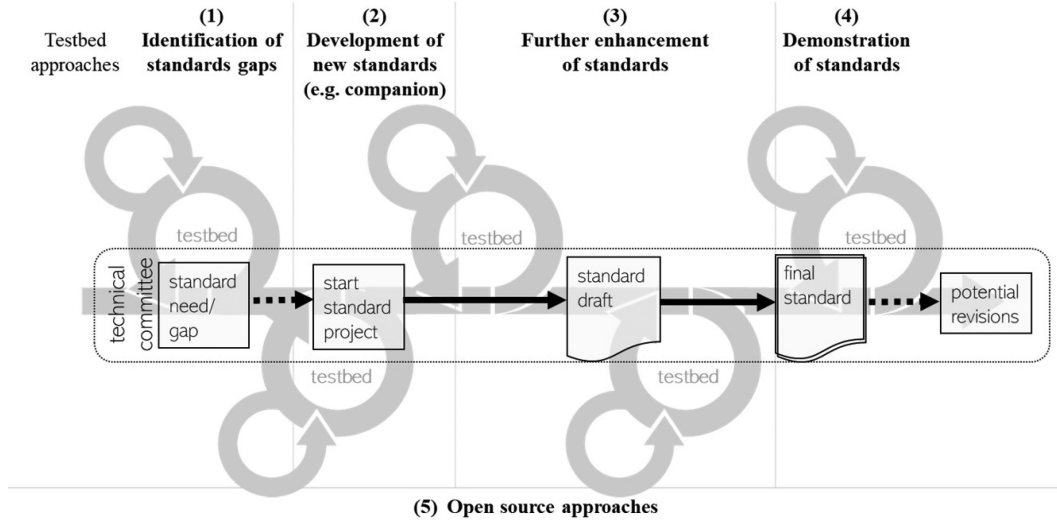 Testbed
approaches
(1)
Identification of
standards gaps
(2)
Development of
new standards
(e.g. companion)
(3)
Further enhancement
of standards
(4)
Demonstration
of standards
testbed
testbed
testbed
technical
committee
standard
need/
gap
start
standard
project
standard
draft
final
standard
potential
revisions
testbed
testbed
(5) Open source approaches